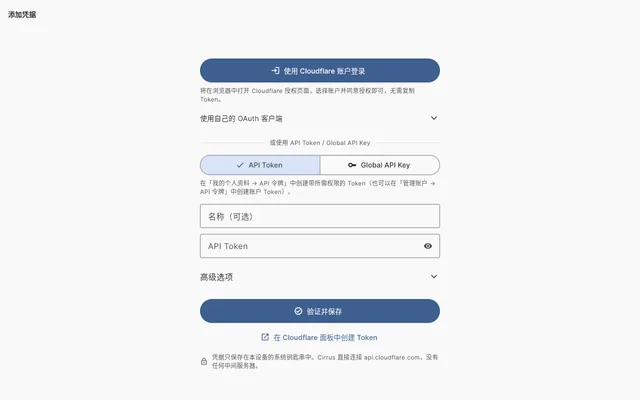 添加凭据
使用 Cloudflare 账户登录
将在浏览器中打开 Cloudflare 授权页面，选择账户并同意授权即可，无需复制
Token。
使用自己的 OAuth 客户端
或使用 API Token / Global API Key
API Token
Global API Key
在「我的个人资料 → API 令牌」中创建带所需权限的 Token（也可以在「管理账户 →
API 令牌」中创建账户 Token）。
名称（可选）
API Token
高级选项
验证并保存
在 Cloudflare 面板中创建 Token
凭据只保存在本设备的系统钥匙串中。Cirrus 直接连接 api.cloudflare.com，没有
任何中间服务器。